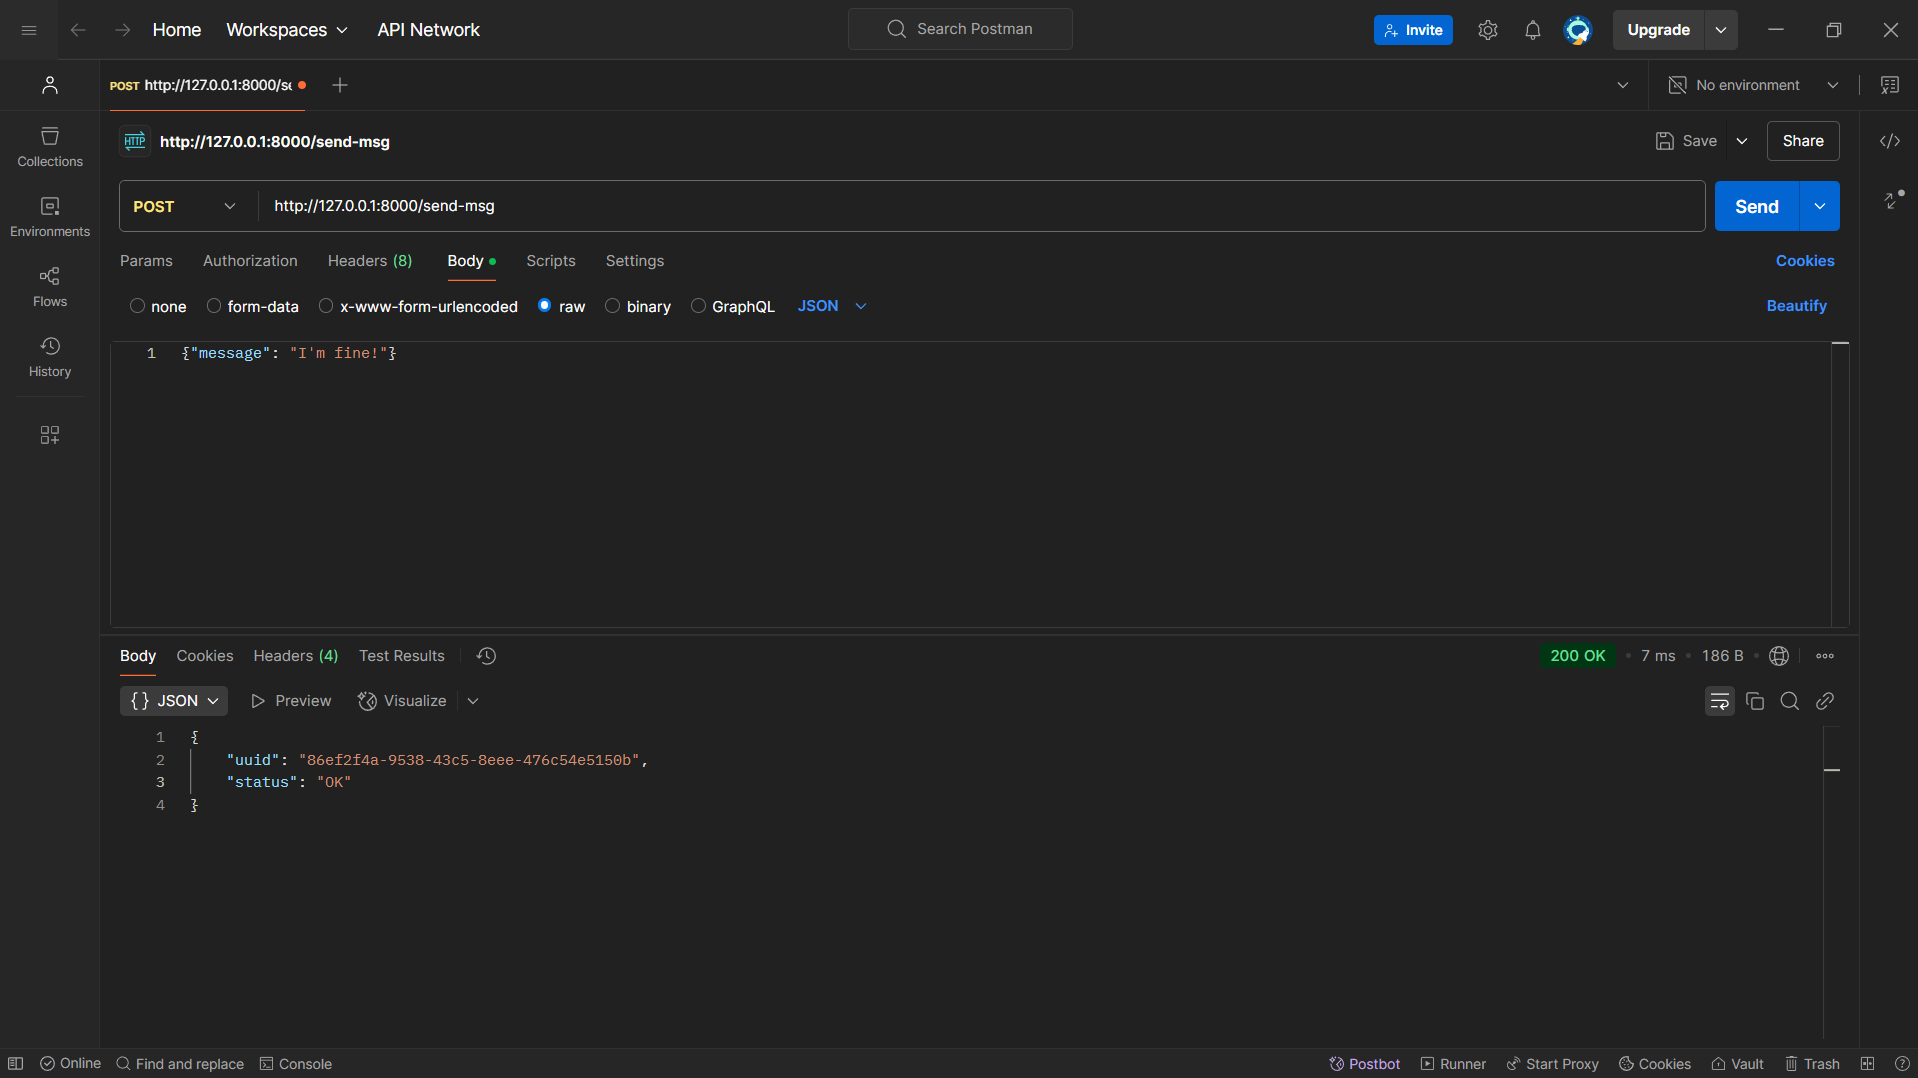 Home Workspaces API Network Search Postman Invite Upgrade
POST http://127.0.0.1:8000/se No environment
HTTP http://127.0.0.1:8000/send-msg Save Share
POST http://127.0.0.1:8000/send-msg Send
Params Authorization Headers (8) Body Scripts Settings Cookies
none form-data x-www-form-urlencoded raw binary GraphQL JSON Beautify
1 {"message": "I'm fine!"}
Collections
Environments
Flows
History
Body Cookies Headers (4) Test Results 200 OK 7 ms 186 B
{} JSON Preview Visualize
1 {
2 "uuid": "86ef2f4a-9538-43c5-8eee-476c54e5150b",
3 "status": "OK"
4 }
Online Find and replace Console Postbot Runner Start Proxy Cookies Vault Trash